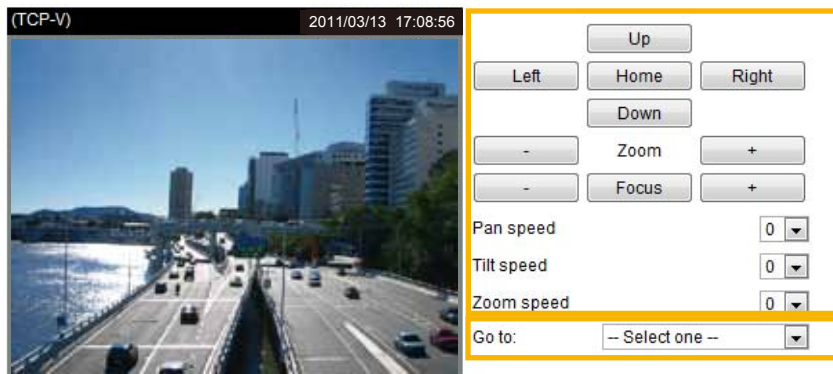 (TCP-V) 2011/03/13 17:08:56
Up
Left Home Right
Down
- Zoom +
- Focus +
Pan speed 0
Tilt speed 0
Zoom speed 0
Go to: -- Select one --